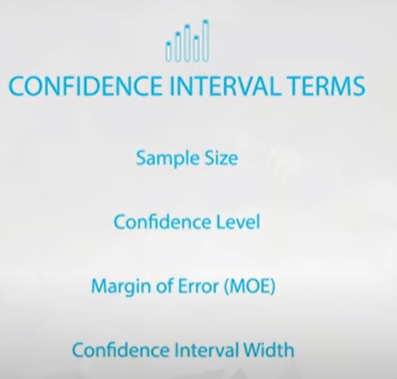 CONFIDENCE INTERVAL TERMS
Sample Size
Confidence Level
Margin of Error (MOE)
Confidence Interval Width